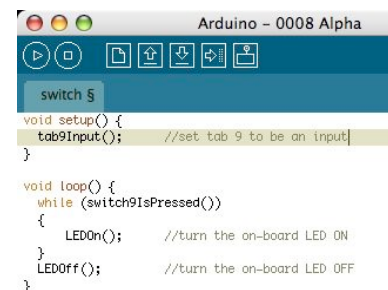 Arduino - 0008 Alpha
switch §
void setup() {
  tab9Input();      //set tab 9 to be an input
}
void loop() {
  while (switch9IsPressed())
  {
      LEDOn();      //turn the on-board LED ON
  }
  LEDOff();         //turn the on-board LED OFF
}